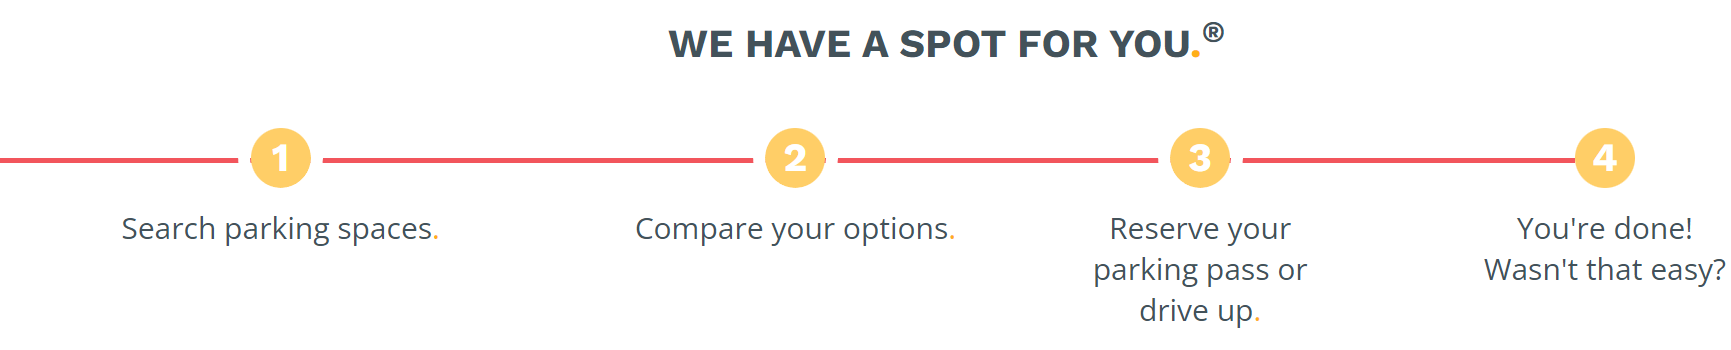 WE HAVE A SPOT FOR YOU.®
1
2
3
4
Search parking spaces.
Compare your options.
Reserve your
parking pass or
drive up.
You're done!
Wasn't that easy?